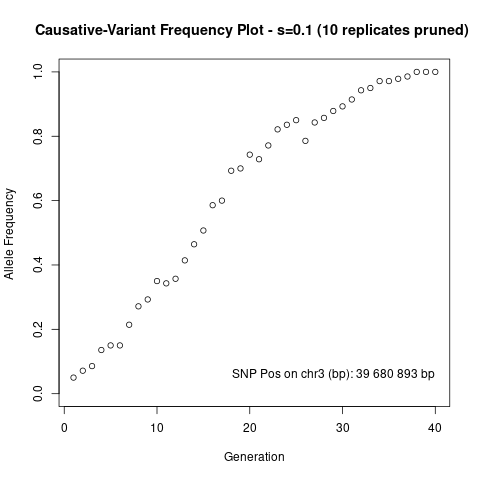 Causative-Variant Frequency Plot - s=0.1 (10 replicates pruned)
1.0
0.8
0.6
0.4
0.2
0.0
Allele Frequency
SNP Pos on chr3 (bp): 39 680 893 bp
0 10 20 30 40
Generation